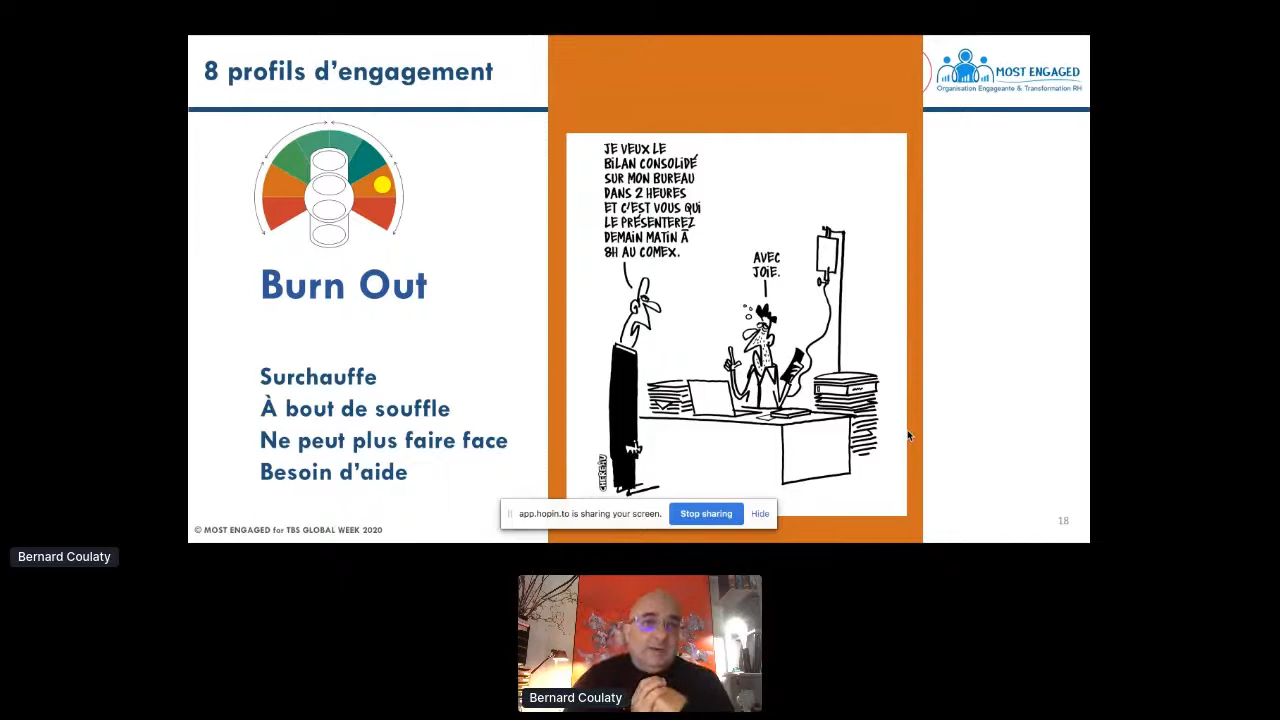 8 profils d'engagement
MOST ENGAGED
Organisation Engageante & Transformation RH
JE VEUX LE
BILAN CONSOLIDÉ
SUR MON BUREAU
DANS 2 HEURES
ET C'EST VOUS QUI
LE PRÉSENTEREZ
DEMAIN MATIN À
8H AU COMEX.
AVEC
JOIE.
CHEREAU
Burn Out
Surchauffe
À bout de souffle
Ne peut plus faire face
Besoin d'aide
app.hopin.to is sharing your screen.
Stop sharing
Hide
© MOST ENGAGED for TBS GLOBAL WEEK 2020
18
Bernard Coulaty
Bernard Coulaty